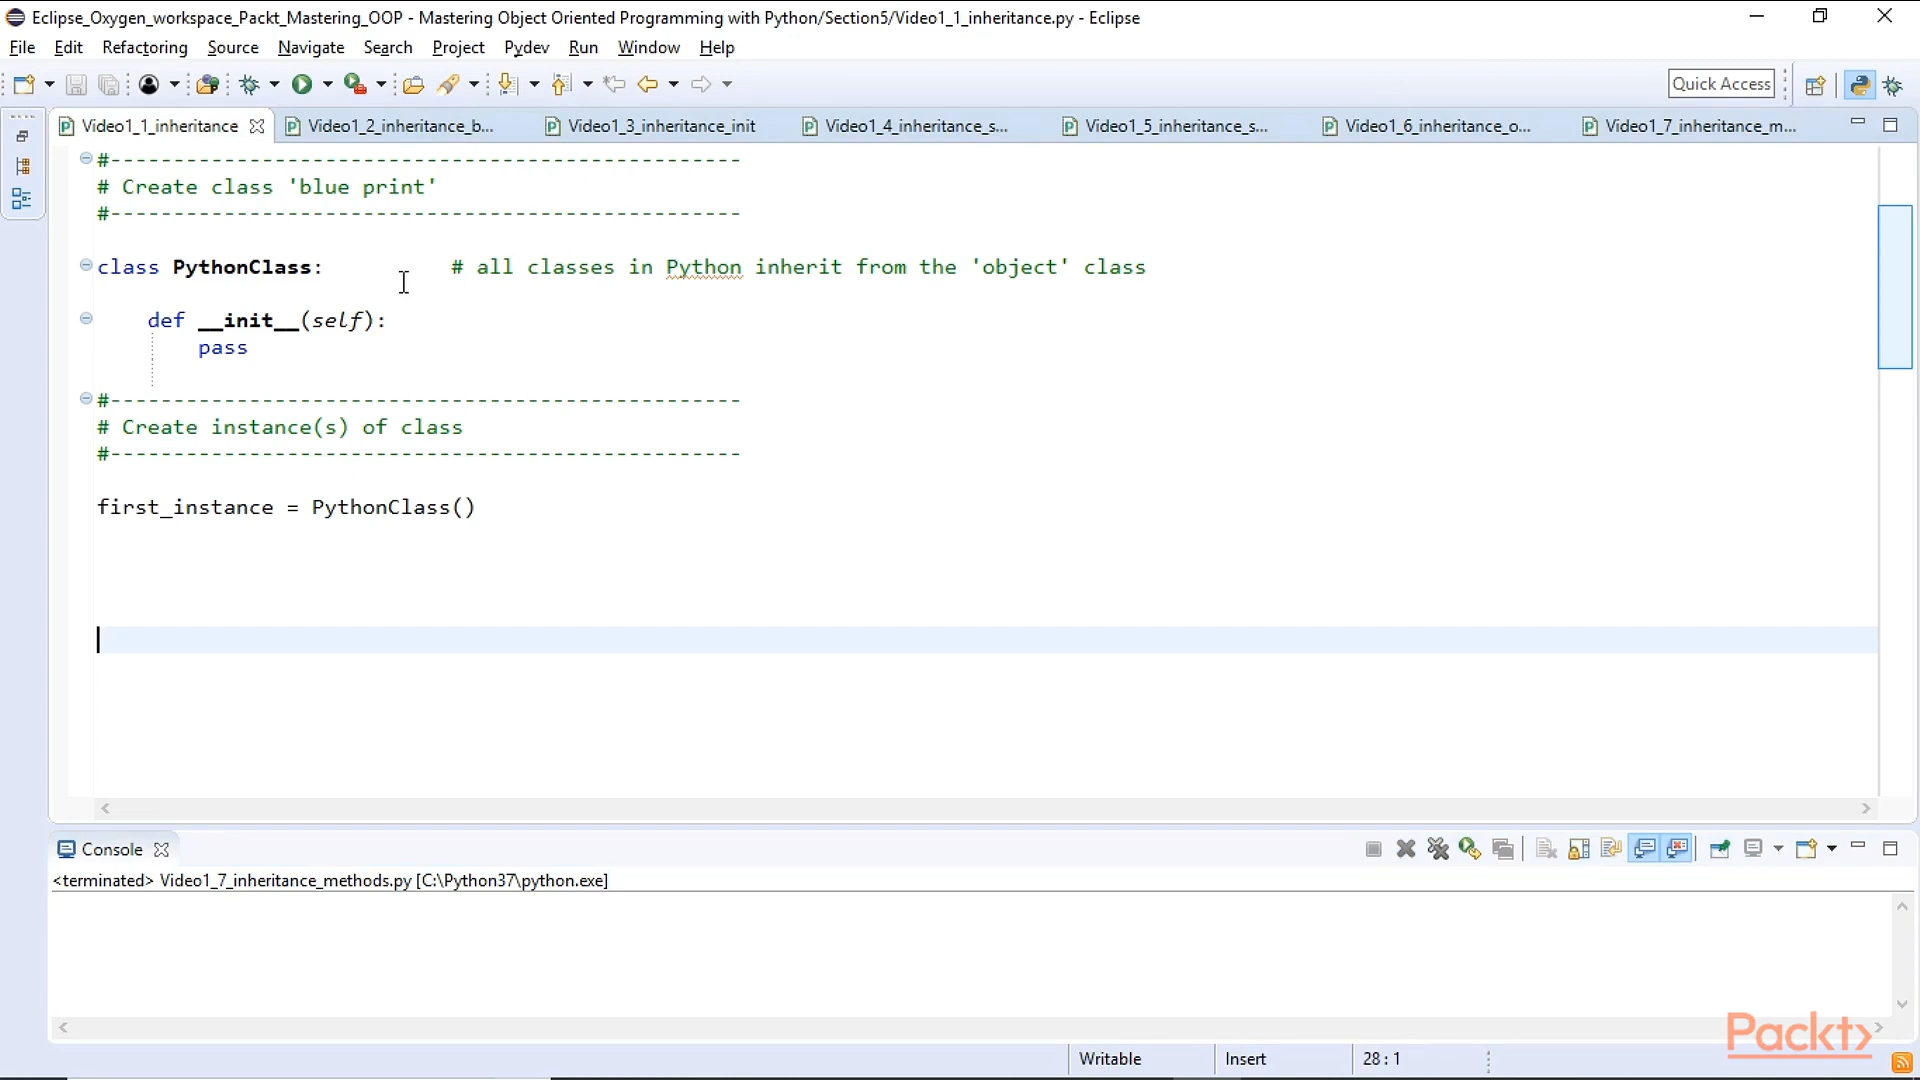 Eclipse_Oxygen_workspace_Packt_Mastering_OOP - Mastering Object Oriented Programming with Python/Section5/Video1_1_inheritance.py - Eclipse
File Edit Refactoring Source Navigate Search Project Pydev Run Window Help
Quick Access
Video1_1_inheritance Video1_2_inheritance_b... Video1_3_inheritance_init Video1_4_inheritance_s... Video1_5_inheritance_s... Video1_6_inheritance_o... Video1_7_inheritance_m...
#--------------------------------------------------
# Create class 'blue print'
#--------------------------------------------------
class PythonClass: # all classes in Python inherit from the 'object' class
def __init__(self):
pass
#--------------------------------------------------
# Create instance(s) of class
#--------------------------------------------------
first_instance = PythonClass()
Console
<terminated> Video1_7_inheritance_methods.py [C:\Python37\python.exe]
Packt>
Writable Insert 28 : 1